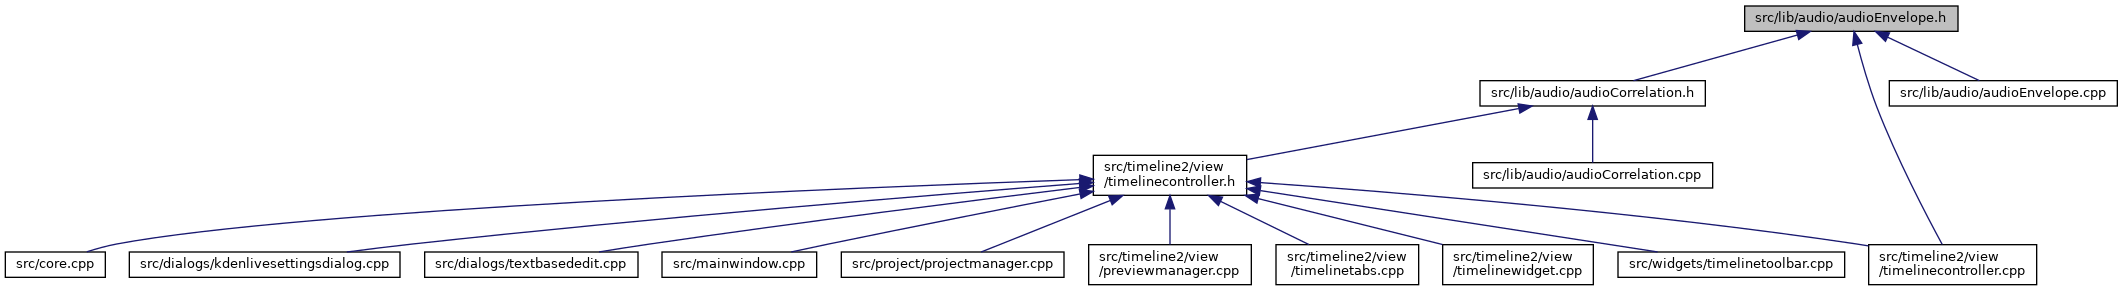 src/lib/audio/audioEnvelope.h
src/lib/audio/audioCorrelation.h
src/lib/audio/audioEnvelope.cpp
src/timeline2/view
/timelinecontroller.h
src/lib/audio/audioCorrelation.cpp
src/core.cpp
src/dialogs/kdenlivesettingsdialog.cpp
src/dialogs/textbasededit.cpp
src/mainwindow.cpp
src/project/projectmanager.cpp
src/timeline2/view
/previewmanager.cpp
src/timeline2/view
/timelinetabs.cpp
src/timeline2/view
/timelinewidget.cpp
src/widgets/timelinetoolbar.cpp
src/timeline2/view
/timelinecontroller.cpp